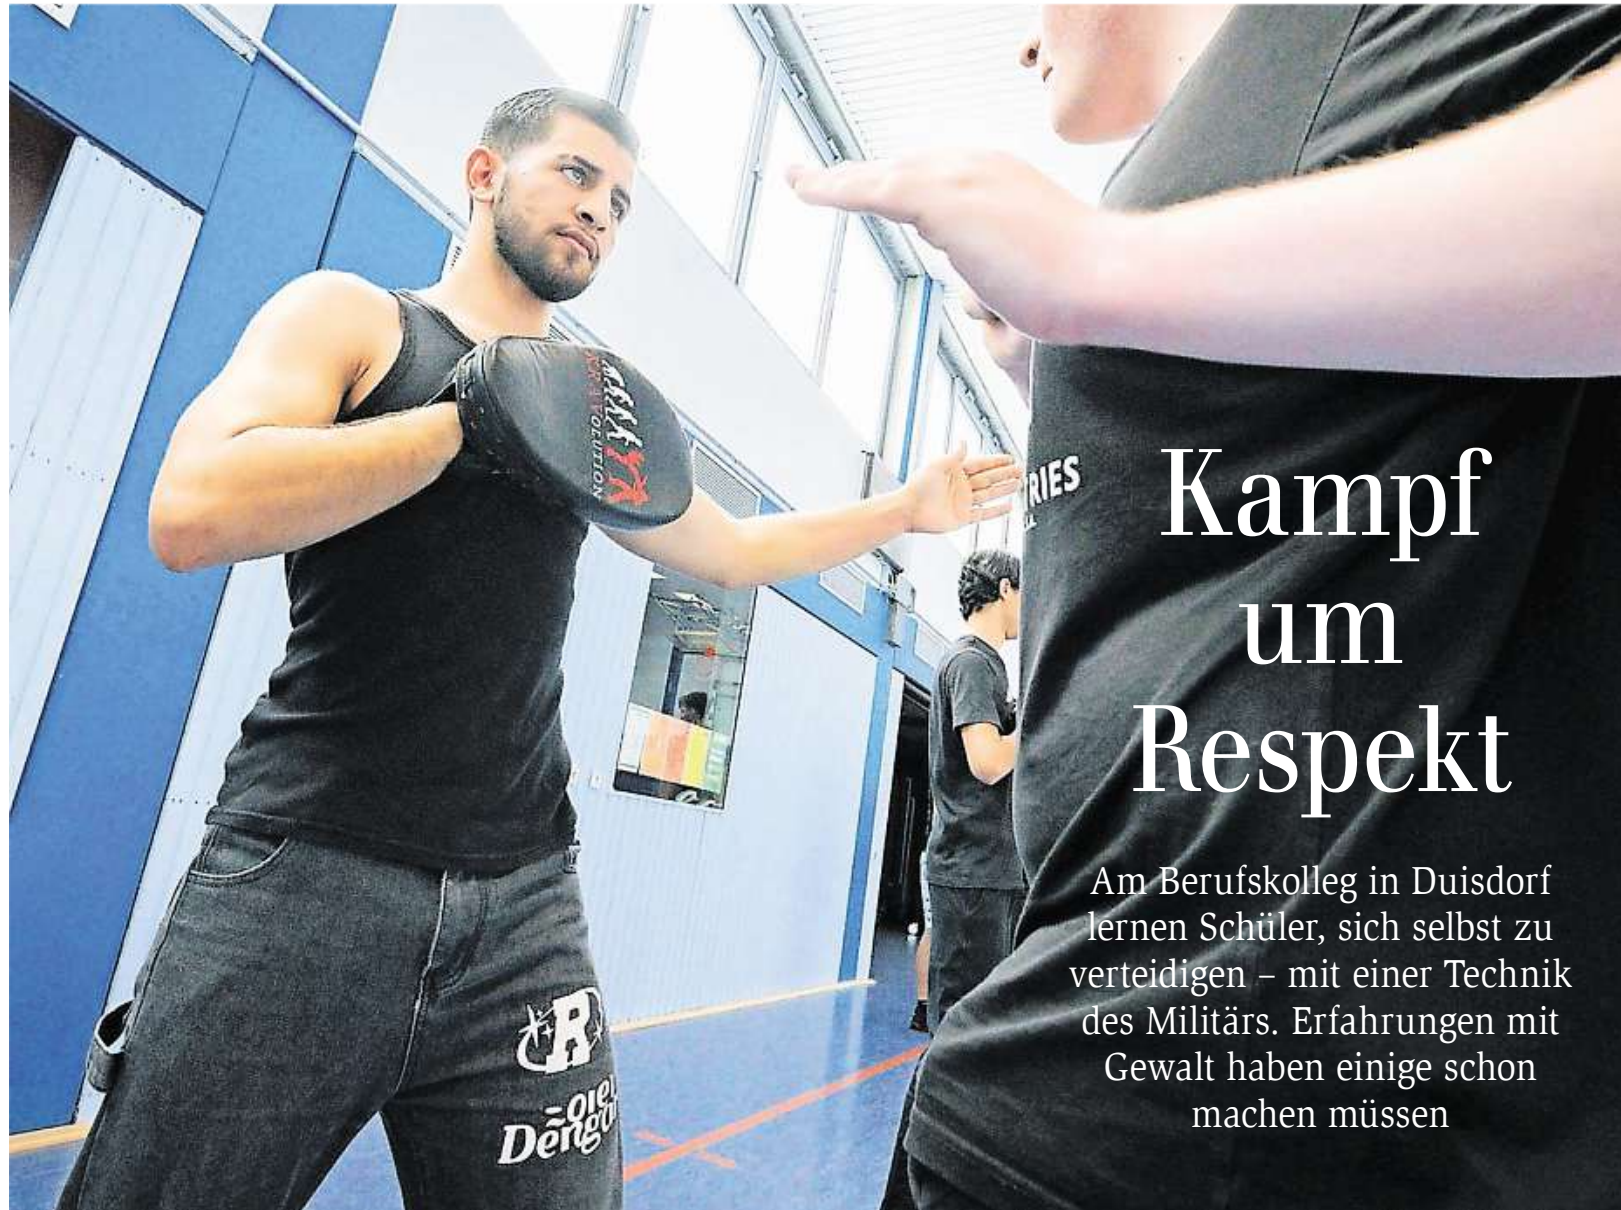 KRAVOLUTION
RIES
R
Kampf
um
Respekt
Am Berufskolleg in Duisdorf
lernen Schüler, sich selbst zu
verteidigen – mit einer Technik
des Militärs. Erfahrungen mit
Gewalt haben einige schon
machen müssen